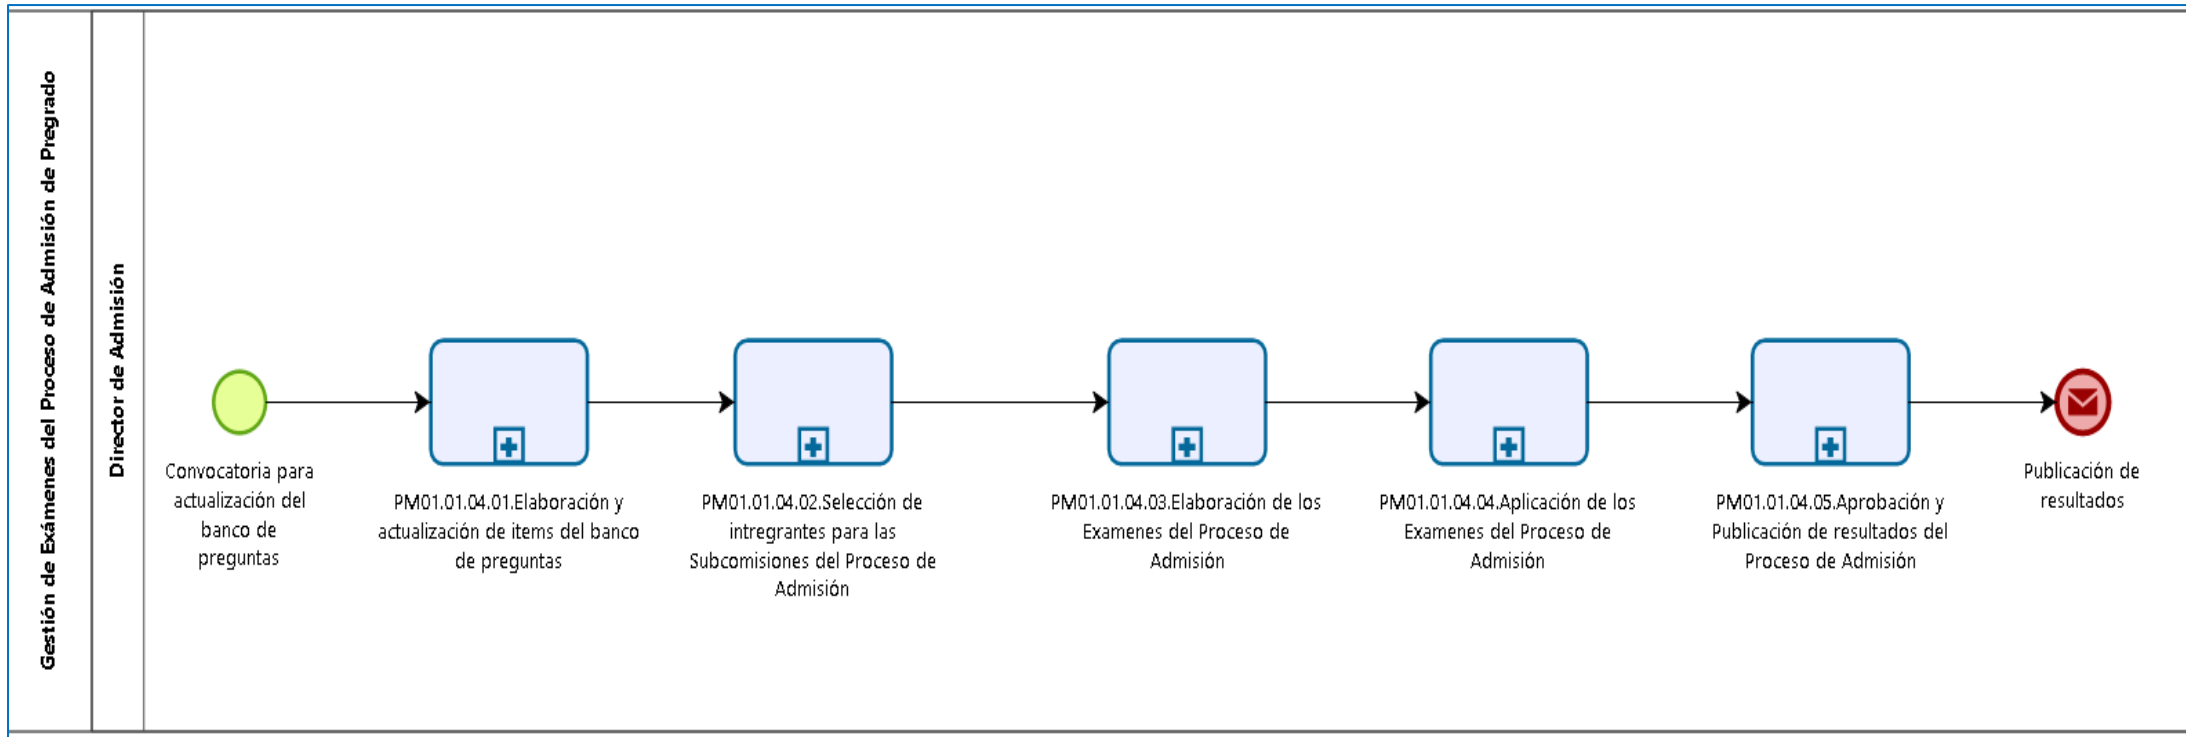 Gestión de Exámenes del Proceso de Admisión de Pregrado
Director de Admisión
Convocatoria para
actualización del
banco de
preguntas
PM01.01.04.01.Elaboración y
actualización de items del banco
de preguntas
PM01.01.04.02.Selección de
intregrantes para las
Subcomisiones del Proceso de
Admisión
PM01.01.04.03.Elaboración de los
Examenes del Proceso de
Admisión
PM01.01.04.04.Aplicación de los
Examenes del Proceso de
Admisión
PM01.01.04.05.Aprobación y
Publicación de resultados del
Proceso de Admisión
Publicación de
resultados